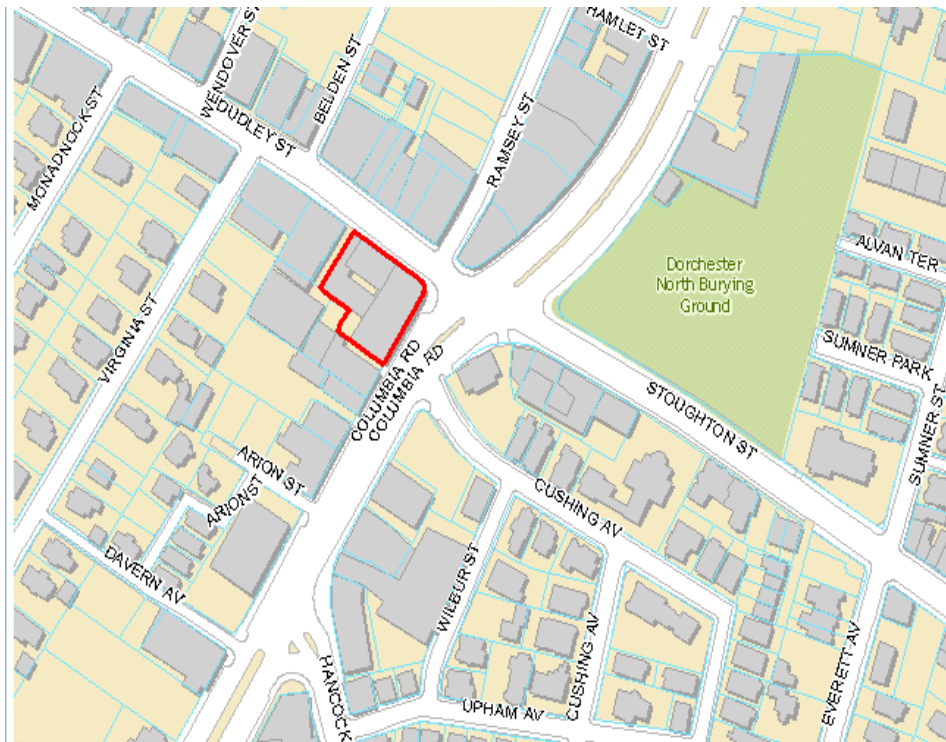 HAMLET ST
WENDOVER ST
BELDEN ST
MONADNOCK ST
DUDLEY ST
RAMSEY ST
ALVAN TER
Dorchester
North Burying
Ground
VIRGINIA ST
SUMNER PARK
COLUMBIA RD
COLUMBIA RD
STOUGHTON ST
SUMNER ST
ARION ST
ARION ST
CUSHING AV
DAVERN AV
WILBUR ST
HANCOCK
CUSHING AV
UPHAM AV
EVERETT AV